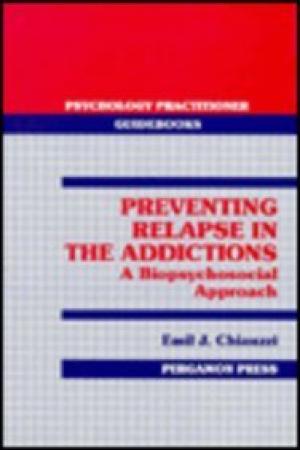 PSYCHOLOGY PRACTITIONER
GUIDEBOOKS
PREVENTING
RELAPSE IN
THE ADDICTIONS
A Biopsychosocial
Approach
Emil J. Chiauzzi
PERGAMON PRESS